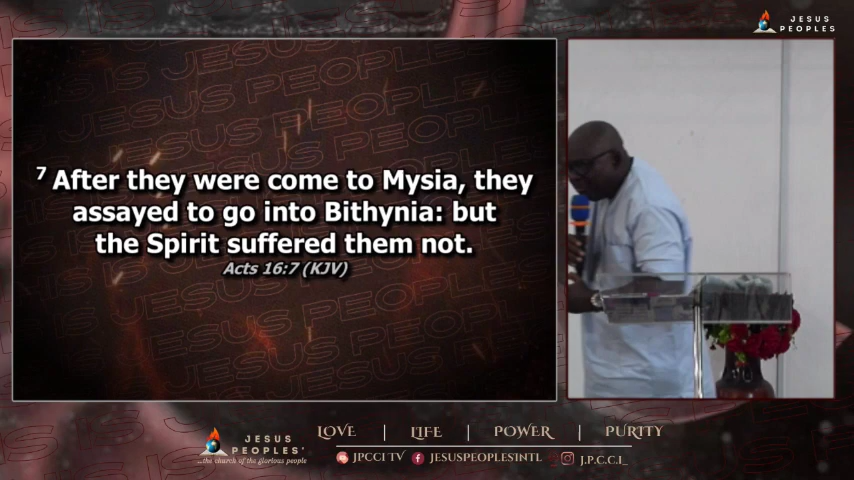 JESUS
PEOPLES
7 After they were come to Mysia, they
assayed to go into Bithynia: but
the Spirit suffered them not.
Acts 16:7 (KJV)
JESUS
PEOPLES'
...the church of the glorious people
LOVE | LIFE | POWER | PURITY
JPCCI TV JESUSPEOPLESINTL J.P.C.C.I_